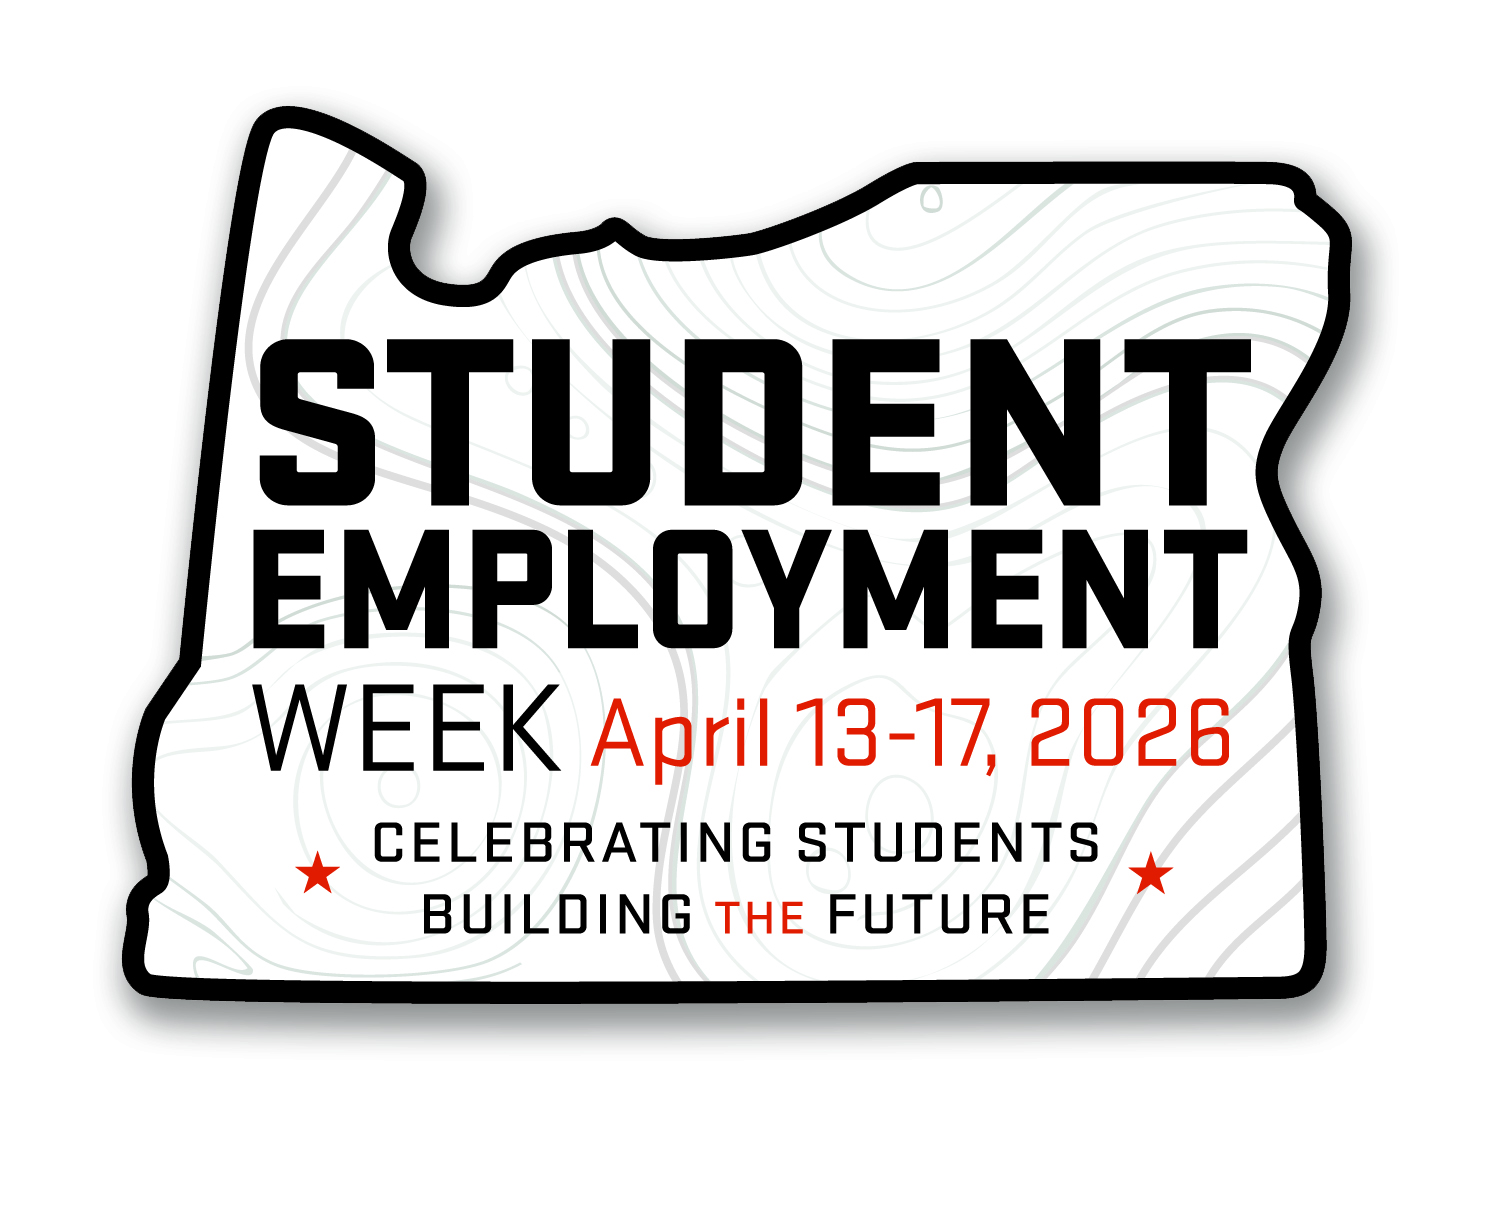 STUDENT
EMPLOYMENT
WEEK April 13-17, 2026
CELEBRATING STUDENTS
BUILDING THE FUTURE